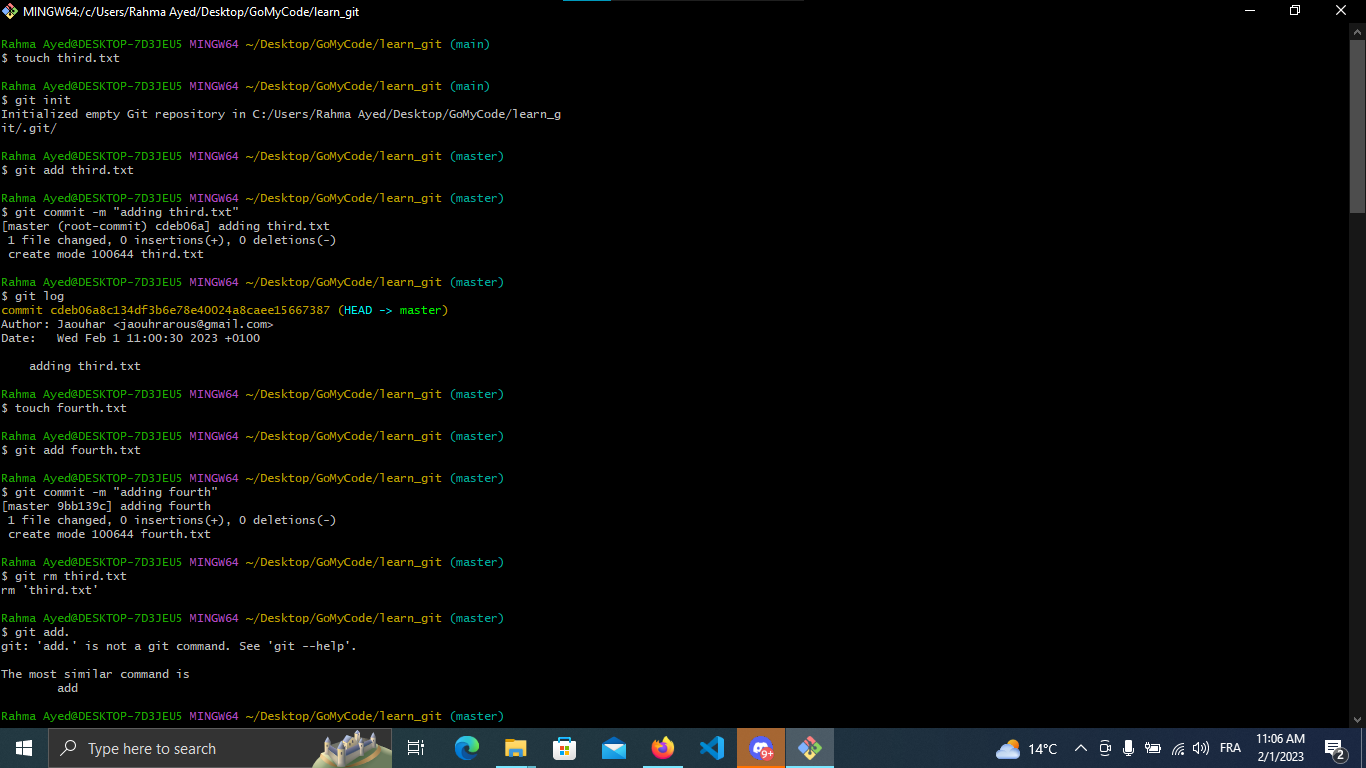 MINGW64:/c/Users/Rahma Ayed/Desktop/GoMyCode/learn_git
Rahma Ayed@DESKTOP-7D3JEU5 MINGW64 ~/Desktop/GoMyCode/learn_git (main)
$ touch third.txt
Rahma Ayed@DESKTOP-7D3JEU5 MINGW64 ~/Desktop/GoMyCode/learn_git (main)
$ git init
Initialized empty Git repository in C:/Users/Rahma Ayed/Desktop/GoMyCode/learn_g
it/.git/
Rahma Ayed@DESKTOP-7D3JEU5 MINGW64 ~/Desktop/GoMyCode/learn_git (master)
$ git add third.txt
Rahma Ayed@DESKTOP-7D3JEU5 MINGW64 ~/Desktop/GoMyCode/learn_git (master)
$ git commit -m "adding third.txt"
[master (root-commit) cdeb06a] adding third.txt
 1 file changed, 0 insertions(+), 0 deletions(-)
 create mode 100644 third.txt
Rahma Ayed@DESKTOP-7D3JEU5 MINGW64 ~/Desktop/GoMyCode/learn_git (master)
$ git log
commit cdeb06a8c134df3b6e78e40024a8caee15667387 (HEAD -> master)
Author: Jaouhar <jaouhrarous@gmail.com>
Date:   Wed Feb 1 11:00:30 2023 +0100
    adding third.txt
Rahma Ayed@DESKTOP-7D3JEU5 MINGW64 ~/Desktop/GoMyCode/learn_git (master)
$ touch fourth.txt
Rahma Ayed@DESKTOP-7D3JEU5 MINGW64 ~/Desktop/GoMyCode/learn_git (master)
$ git add fourth.txt
Rahma Ayed@DESKTOP-7D3JEU5 MINGW64 ~/Desktop/GoMyCode/learn_git (master)
$ git commit -m "adding fourth"
[master 9bb139c] adding fourth
 1 file changed, 0 insertions(+), 0 deletions(-)
 create mode 100644 fourth.txt
Rahma Ayed@DESKTOP-7D3JEU5 MINGW64 ~/Desktop/GoMyCode/learn_git (master)
$ git rm third.txt
rm 'third.txt'
Rahma Ayed@DESKTOP-7D3JEU5 MINGW64 ~/Desktop/GoMyCode/learn_git (master)
$ git add.
git: 'add.' is not a git command. See 'git --help'.
The most similar command is
        add
Rahma Ayed@DESKTOP-7D3JEU5 MINGW64 ~/Desktop/GoMyCode/learn_git (master)
Type here to search
9+
14°C
FRA
11:06 AM
2/1/2023
2